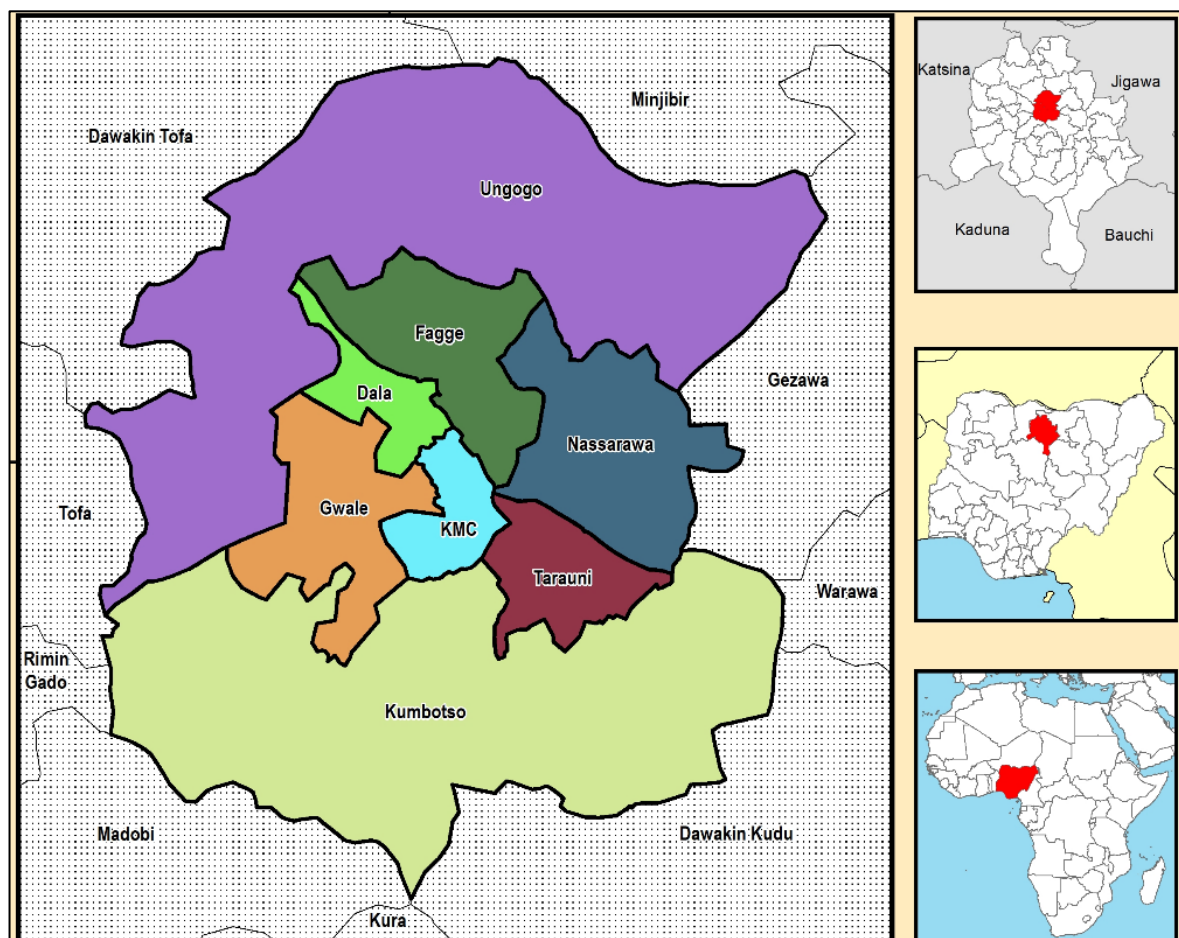 Minjibir
Dawakin Tofa
Ungogo
Fagge
Gezawa
Dala
Nassarawa
Gwale
Tofa
KMC
Tarauni
Warawa
Rimin
Gado
Kumbotso
Madobi
Dawakin Kudu
Kura
Katsina
Jigawa
Kaduna
Bauchi